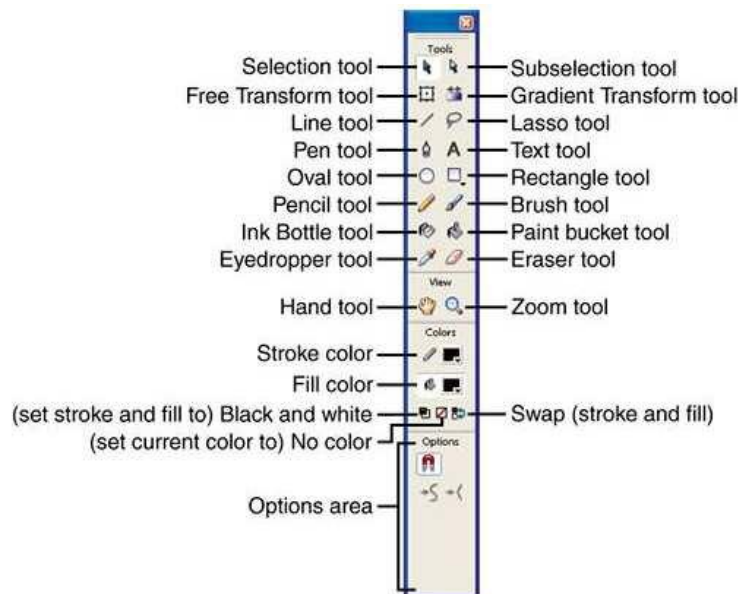 Tools
Selection tool
Subselection tool
Free Transform tool
Gradient Transform tool
Line tool
Lasso tool
Pen tool
A
Text tool
Oval tool
Rectangle tool
Pencil tool
Brush tool
Ink Bottle tool
Paint bucket tool
Eyedropper tool
Eraser tool
View
Hand tool
Zoom tool
Colors
Stroke color
Fill color
(set stroke and fill to) Black and white
Swap (stroke and fill)
(set current color to) No color
Options
Options area